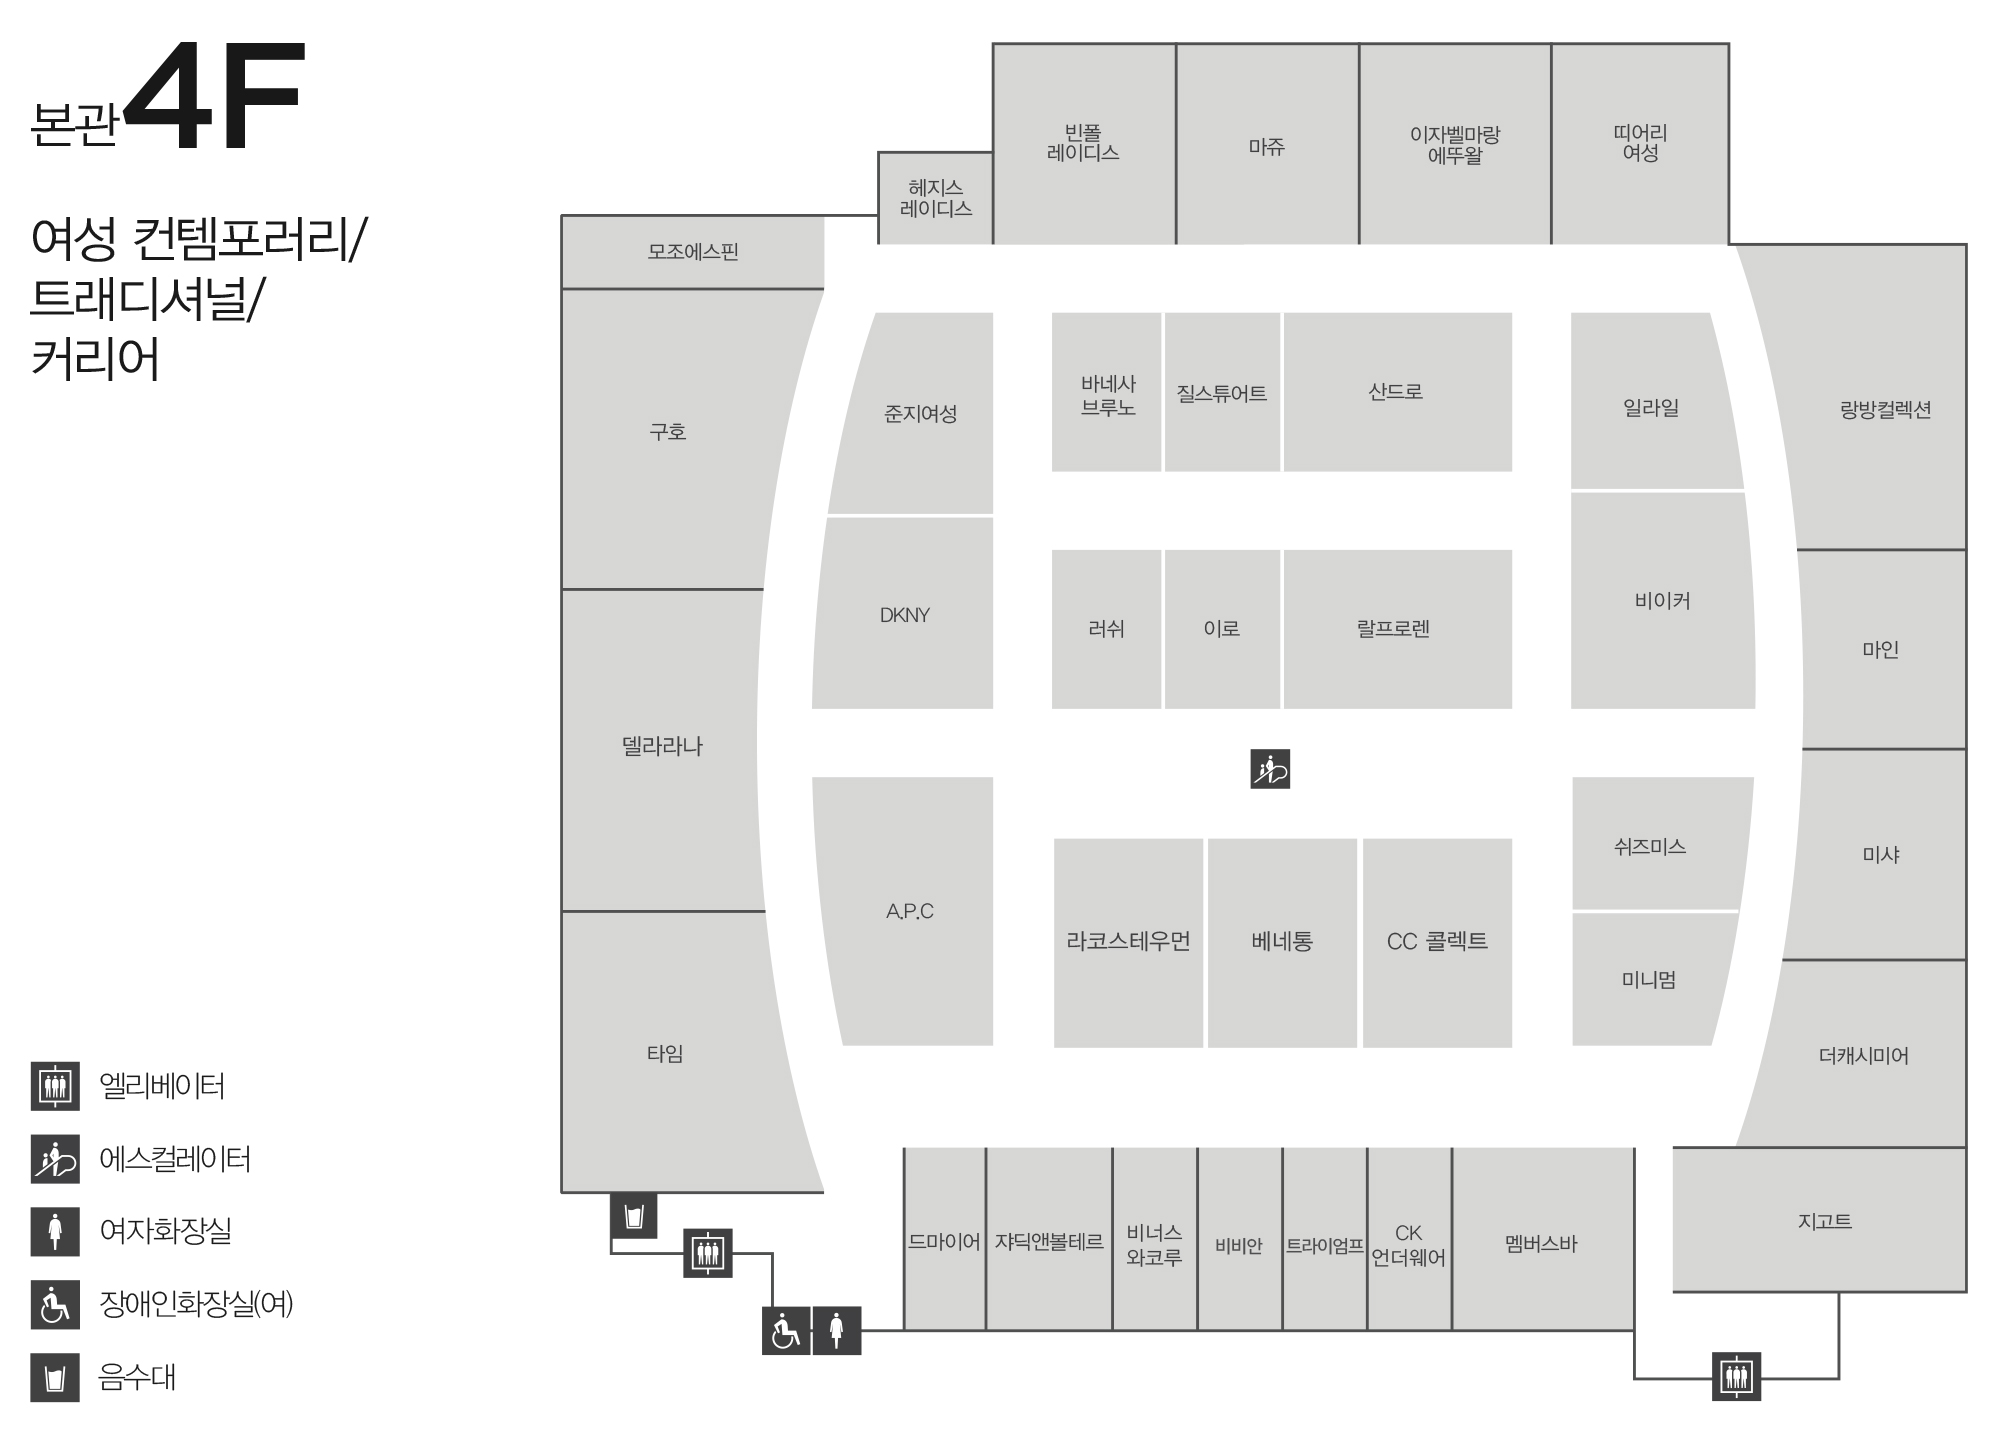 본관 4F
여성 컨템포러리/
트래디셔널/
커리어
빈폴
레이디스
마쥬
이자벨마랑
에뚜왈
띠어리
여성
헤지스
레이디스
모조에스핀
구호
델라라나
타임
준지여성
DKNY
A.P.C
바네사
브루노
질스튜어트
산드로
러쉬
이로
랄프로렌
라코스테우먼
베네통
CC 콜렉트
일라일
비이커
쉬즈미스
미니멈
랑방컬렉션
마인
미샤
더캐시미어
지고트
드마이어
쟈딕앤볼테르
비너스
와코루
비비안
트라이엄프
CK
언더웨어
멤버스바
엘리베이터
에스컬레이터
여자화장실
장애인화장실(여)
음수대